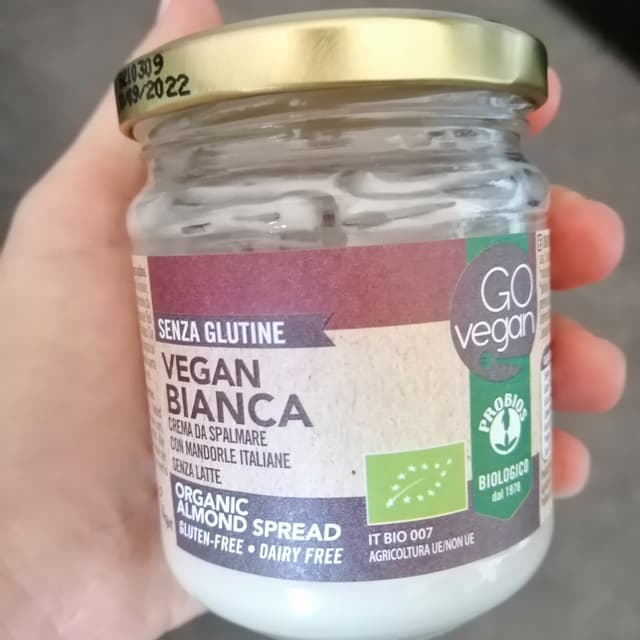 10309
/09/2022
GO
vegan
SENZA GLUTINE
VEGAN
BIANCA
CREMA DA SPALMARE
CON MANDORLE ITALIANE
SENZA LATTE
ORGANIC
ALMOND SPREAD
GLUTEN-FREE • DAIRY FREE
PROBIOS
BIOLOGICO
dal 1978
IT BIO 007
AGRICOLTURA UE/NON UE